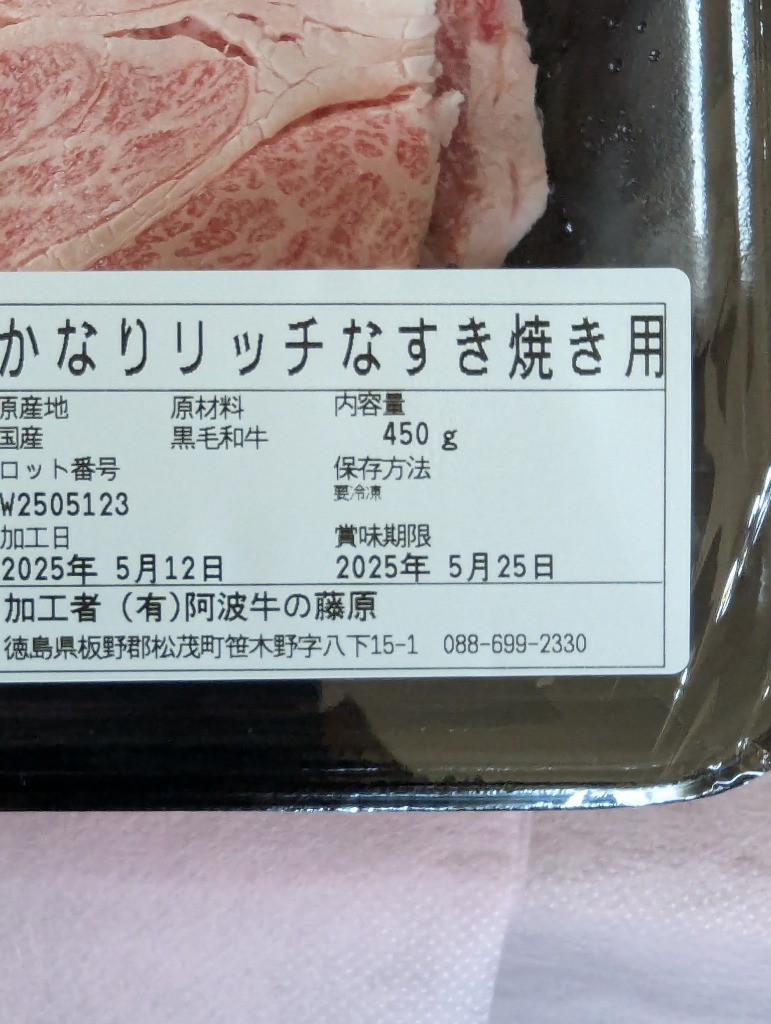 かなりリッチなすき焼き用
原産地 原材料 内容量
国産 黒毛和牛 450 g
ロット番号 保存方法
W2505123 要冷凍
加工日 賞味期限
2025年 5月12日 2025年 5月25日
加工者 (有)阿波牛の藤原
徳島県板野郡松茂町笹木野字八下15-1 088-699-2330